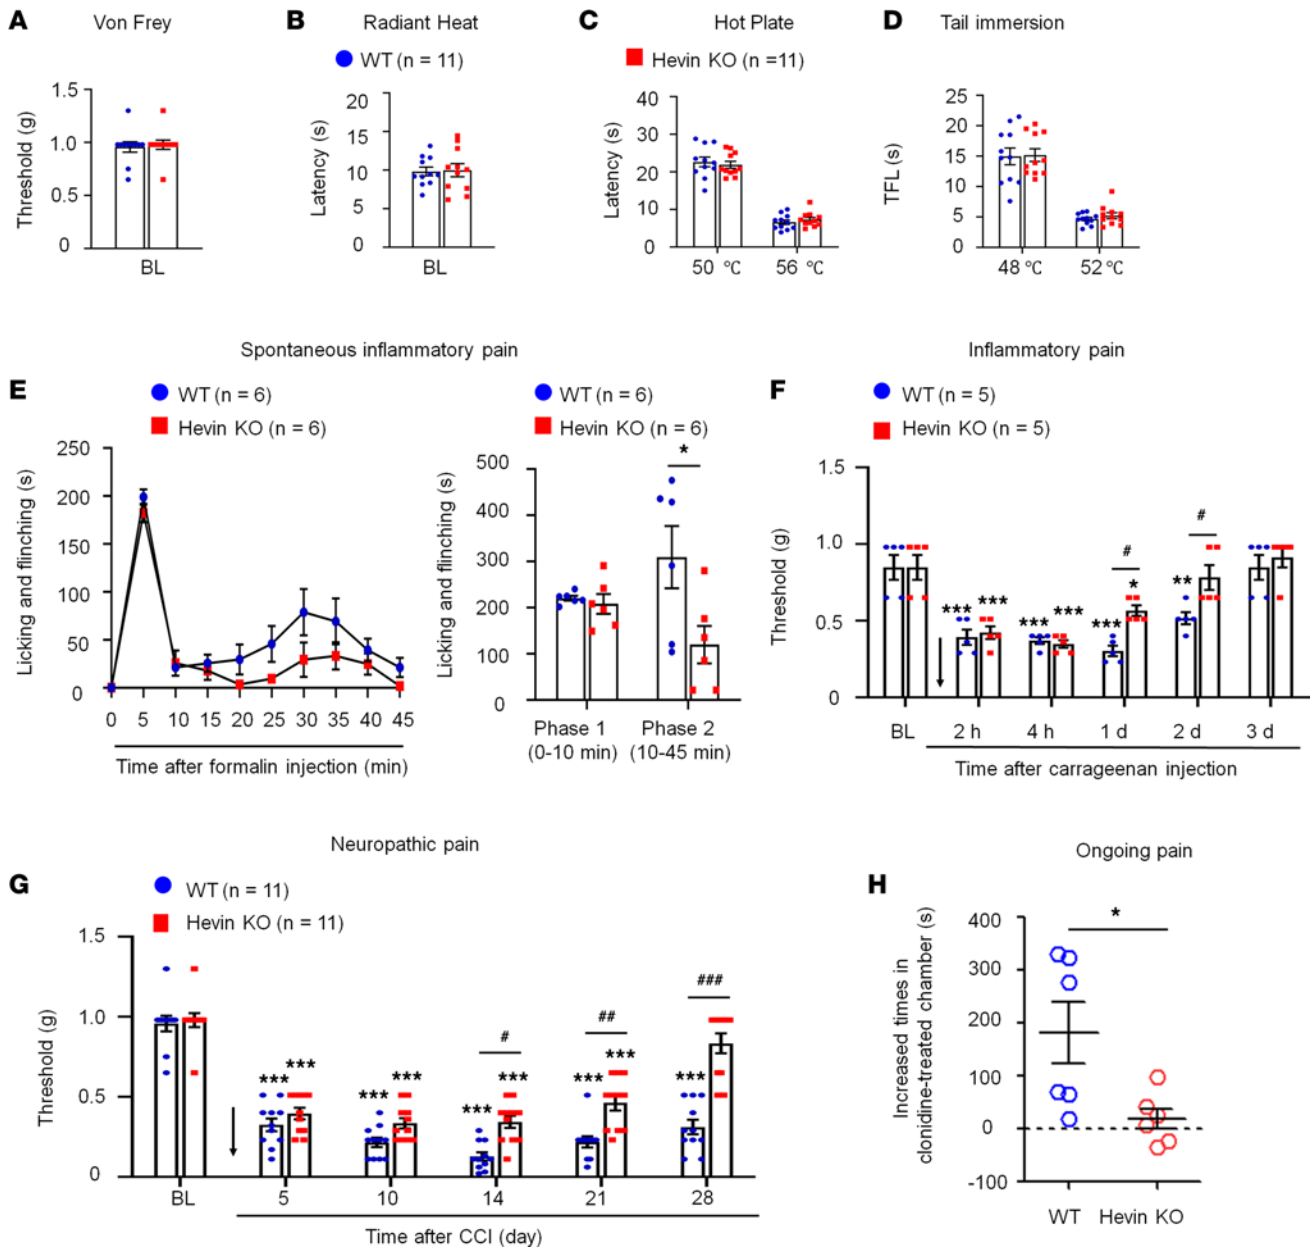 A Von Frey
B Radiant Heat
C Hot Plate
D Tail immersion
WT (n = 11)
Hevin KO (n =11)
Threshold (g)
1.5
1.0
0.5
0
BL
Latency (s)
20
15
10
5
0
BL
Latency (s)
40
30
20
10
0
50 °C 56 °C
TFL (s)
25
20
15
10
5
0
48 °C 52 °C
Spontaneous inflammatory pain
E
WT (n = 6)
Hevin KO (n = 6)
Licking and flinching (s)
250
200
150
100
50
0
0 5 10 15 20 25 30 35 40 45
Time after formalin injection (min)
WT (n = 6)
Hevin KO (n = 6)
Licking and flinching (s)
500
400
300
200
100
0
*
Phase 1 Phase 2
(0-10 min) (10-45 min)
Inflammatory pain
F
WT (n = 5)
Hevin KO (n = 5)
Threshold (g)
1.5
1.0
0.5
0
# #
*** *** *** *** *** * **
BL 2 h 4 h 1 d 2 d 3 d
Time after carrageenan injection
Neuropathic pain
G
WT (n = 11)
Hevin KO (n = 11)
Threshold (g)
1.5
1.0
0.5
0
# ## ###
*** *** *** *** *** *** *** *** ***
BL 5 10 14 21 28
Time after CCI (day)
Ongoing pain
H
Increased times in
clonidine-treated chamber (s)
400
300
200
100
0
-100
*
WT Hevin KO